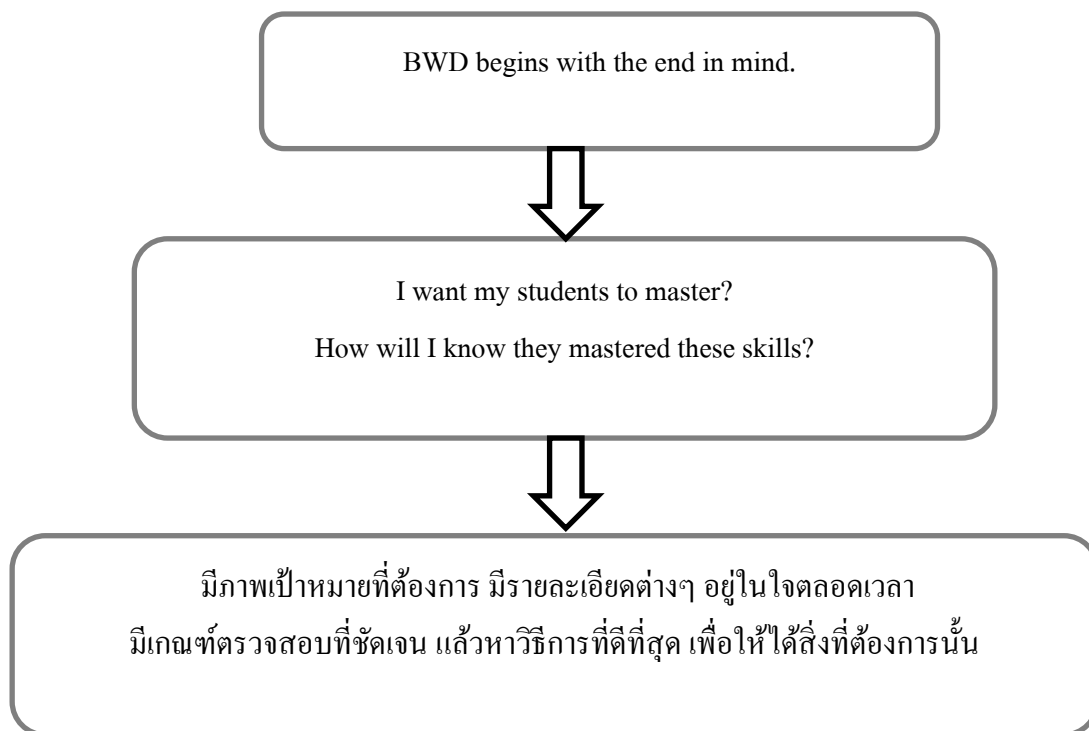 BWD begins with the end in mind.
I want my students to master?
How will I know they mastered these skills?
มีภาพเป้าหมายที่ต้องการ มีรายละเอียดต่างๆ อยู่ในใจตลอดเวลา
มีเกณฑ์ตรวจสอบที่ชัดเจน แล้วหาวิธีการที่ดีที่สุด เพื่อให้ได้สิ่งที่ต้องการนั้น